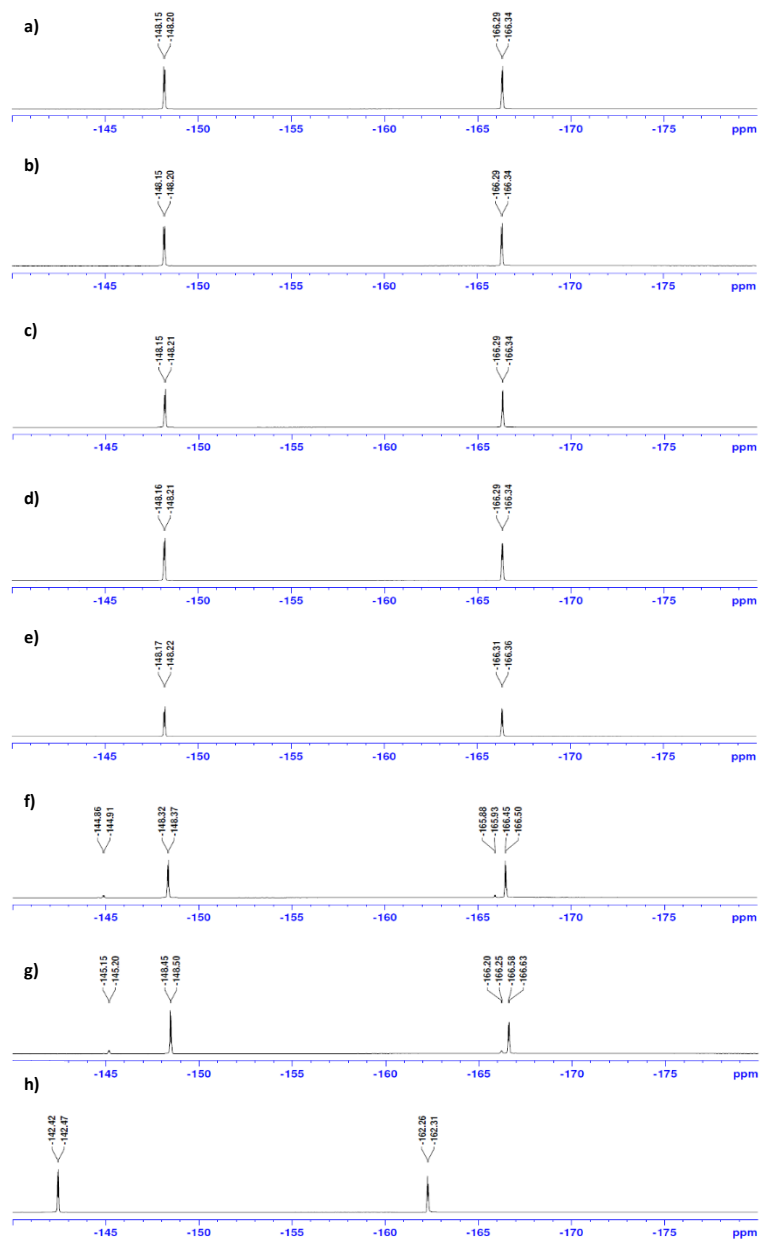 a)
-148.15 -148.20 -166.29 -166.34
-145 -150 -155 -160 -165 -170 -175 ppm
b)
-148.15 -148.20 -166.29 -166.34
-145 -150 -155 -160 -165 -170 -175 ppm
c)
-148.15 -148.21 -166.29 -166.34
-145 -150 -155 -160 -165 -170 -175 ppm
d)
-148.16 -148.21 -166.29 -166.34
-145 -150 -155 -160 -165 -170 -175 ppm
e)
-148.17 -148.22 -166.31 -166.36
-145 -150 -155 -160 -165 -170 -175 ppm
f)
-144.86 -144.91 -148.32 -148.37 -165.88 -165.93 -166.45 -166.50
-145 -150 -155 -160 -165 -170 -175 ppm
g)
-145.15 -145.20 -148.45 -148.50 -166.20 -166.25 -166.58 -166.63
-145 -150 -155 -160 -165 -170 -175 ppm
h)
-142.42 -142.47 -162.26 -162.31
-145 -150 -155 -160 -165 -170 -175 ppm